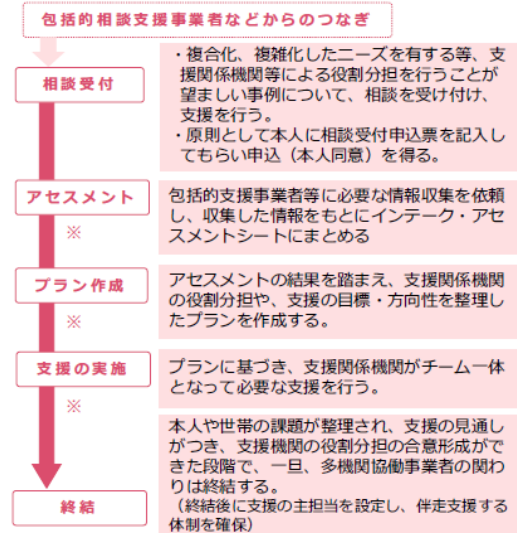 包括的相談支援事業者などからのつなぎ
相談受付
・複合化、複雑化したニーズを有する等、支
援関係機関等による役割分担を行うことが
望ましい事例について、相談を受け付け、
支援を行う。
・原則として本人に相談受付申込票を記入し
てもらい申込（本人同意）を得る。
アセスメント
※
包括的支援事業者等に必要な情報収集を依頼
し、収集した情報をもとにインテーク・アセ
スメントシートにまとめる
プラン作成
※
アセスメントの結果を踏まえ、支援関係機関
の役割分担や、支援の目標・方向性を整理し
たプランを作成する。
支援の実施
※
プランに基づき、支援関係機関がチーム一体
となって必要な支援を行う。
終結
本人や世帯の課題が整理され、支援の見通し
がつき、支援機関の役割分担の合意形成がで
きた段階で、一旦、多機関協働事業者の関わ
りは終結する。
（終結後に支援の主担当を設定し、伴走支援する
体制を確保）